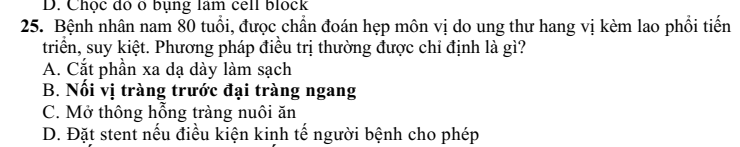 D. Chọc dò ổ bụng làm cell block
25. Bệnh nhân nam 80 tuổi, được chẩn đoán hẹp môn vị do ung thư hang vị kèm lao phổi tiến
triển, suy kiệt. Phương pháp điều trị thường được chỉ định là gì?
A. Cắt phần xa dạ dày làm sạch
B. Nối vị tràng trước đại tràng ngang
C. Mở thông hỗng tràng nuôi ăn
D. Đặt stent nếu điều kiện kinh tế người bệnh cho phép